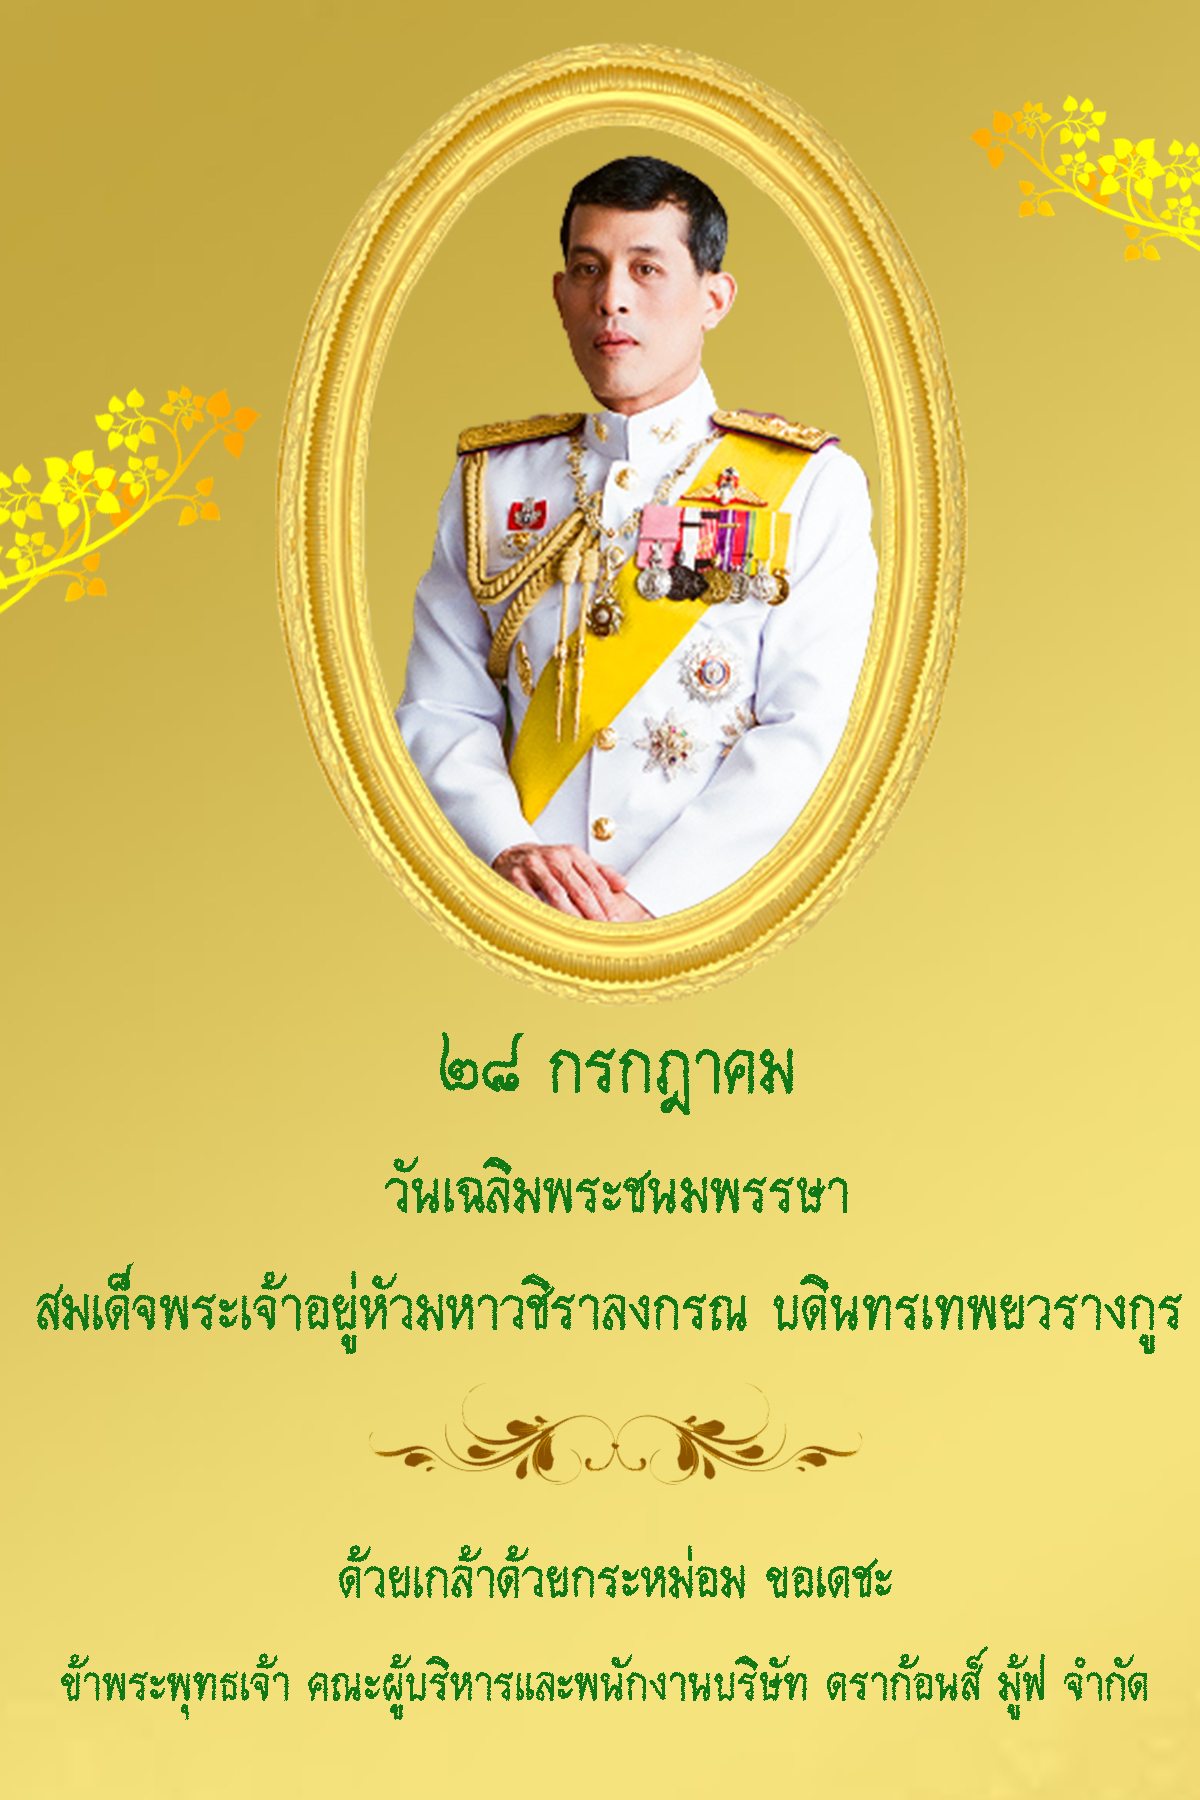 ๒๘ กรกฎาคม
วันเฉลิมพระชนมพรรษา
สมเด็จพระเจ้าอยู่หัวมหาวชิราลงกรณ บดินทรเทพยวรางกูร
ด้วยเกล้าด้วยกระหม่อม ขอเดชะ
ข้าพระพุทธเจ้า คณะผู้บริหารและพนักงานบริษัท ดราก้อนส์ มู้ฟ จำกัด